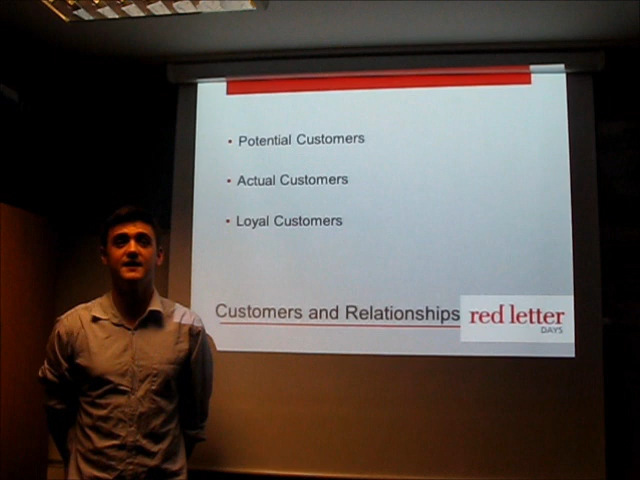 • Potential Customers
• Actual Customers
• Loyal Customers
Customers and Relationships
red letter
DAYS